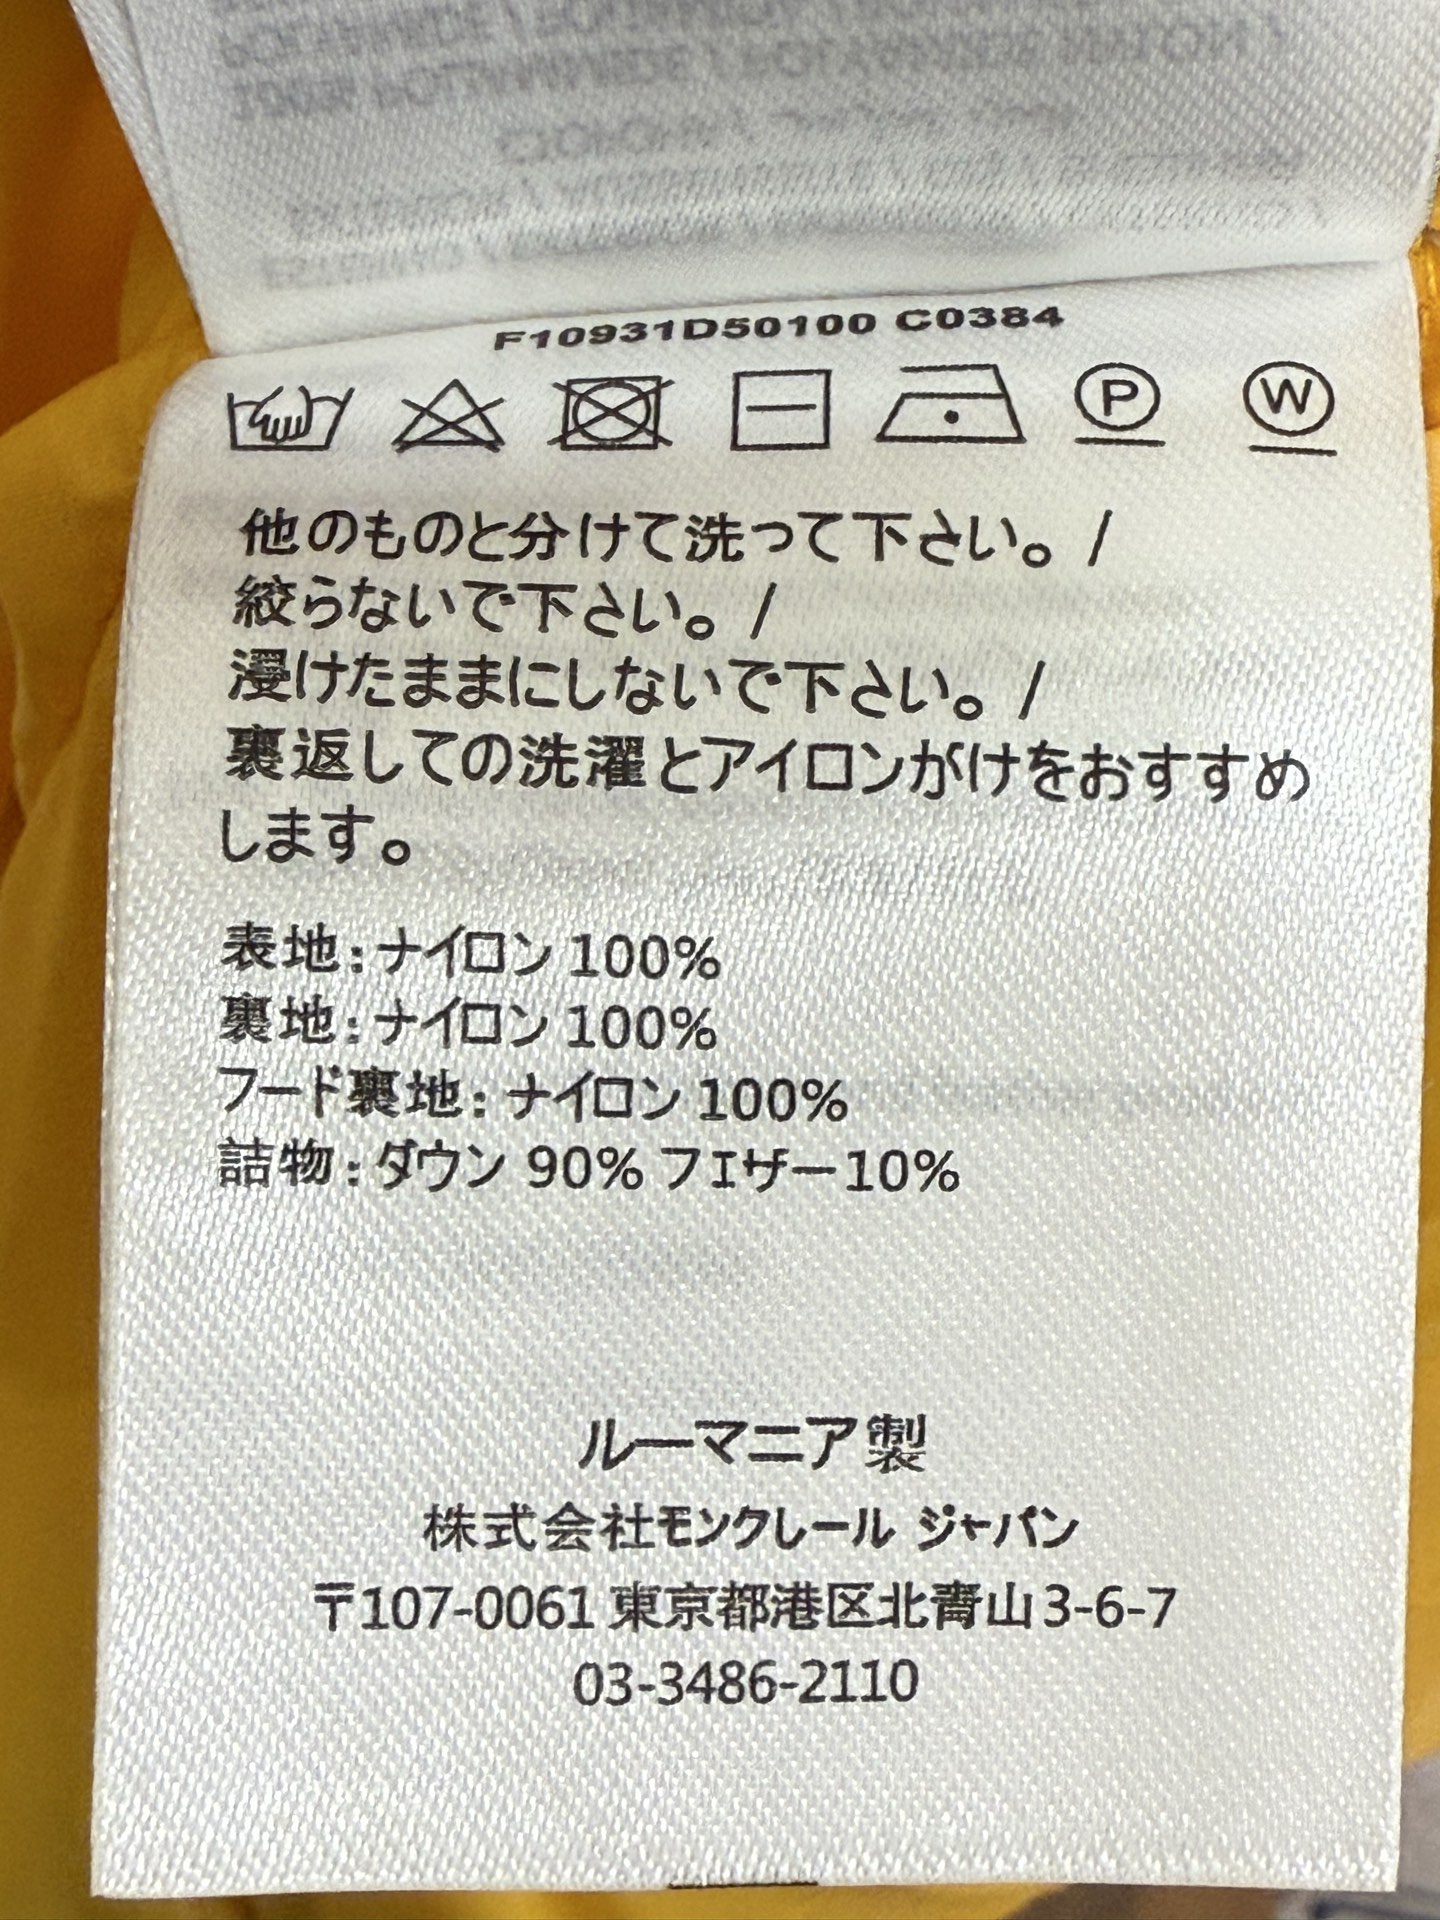 F10931D50100 C0384
P W
他のものと分けて洗って下さい。/
絞らないで下さい。/
浸けたままにしないで下さい。/
裏返しての洗濯とアイロンがけをおすすめ
します。
表地:ナイロン 100%
裏地:ナイロン 100%
フード裏地:ナイロン 100%
詰物:ダウン 90% フェザー10%
ルーマニア製
株式会社モンクレール ジャパン
〒107-0061 東京都港区北青山3-6-7
03-3486-2110